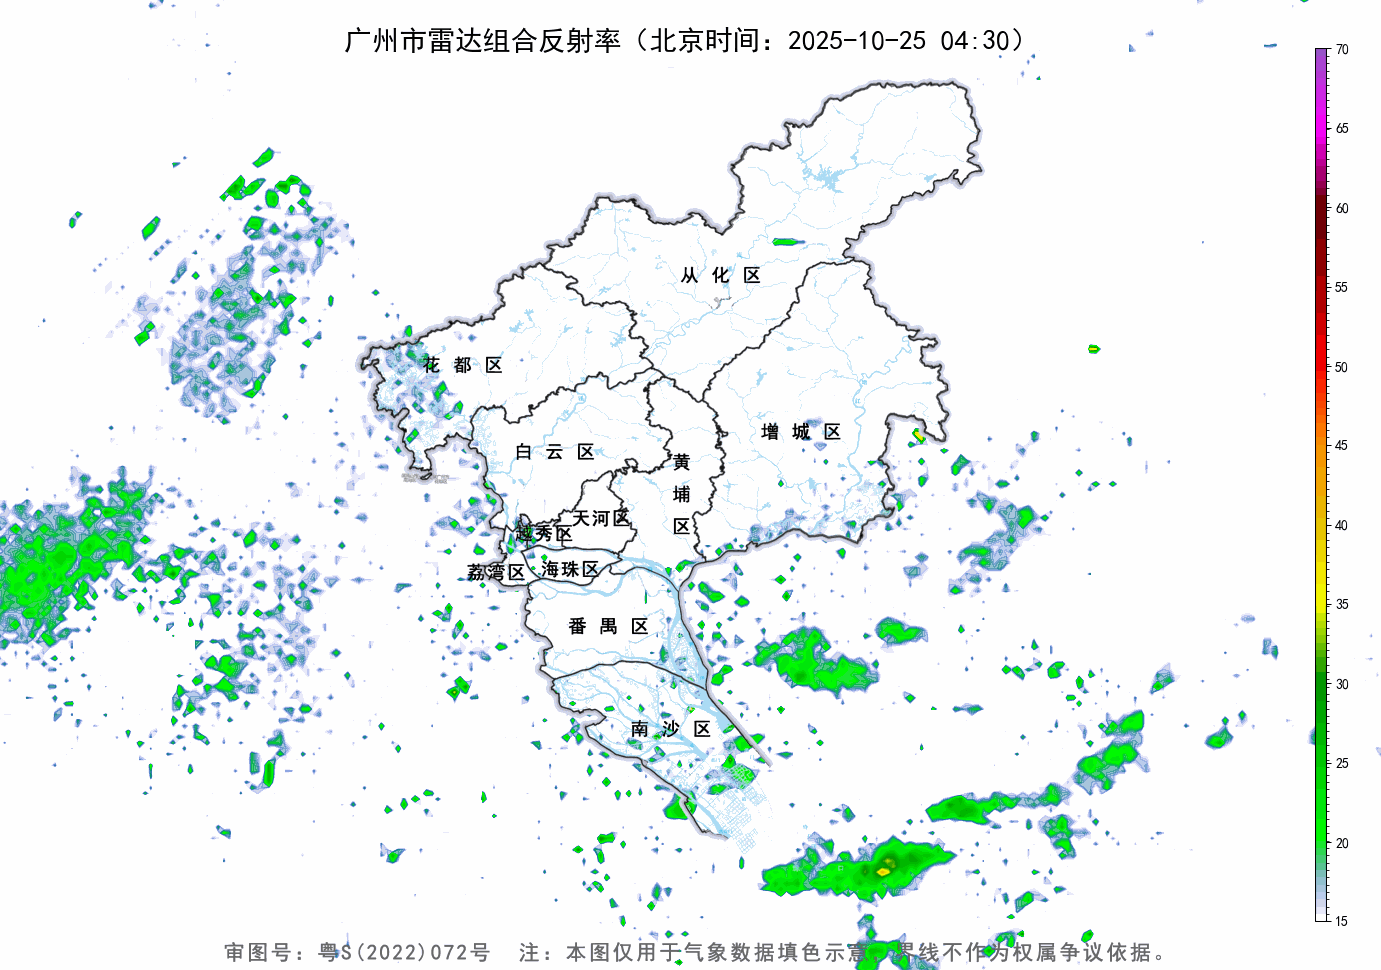 广州市雷达组合反射率（北京时间：2025-10-25 04:30）
70
65
60
55
50
45
40
35
30
25
20
15
从化区
花都区
增城区
白云区
黄埔区
天河区
越秀区
海珠区
荔湾区
番禺区
南沙区
审图号：粤S(2022)072号 注：本图仅用于气象数据填色示意，界线不作为权属争议依据。